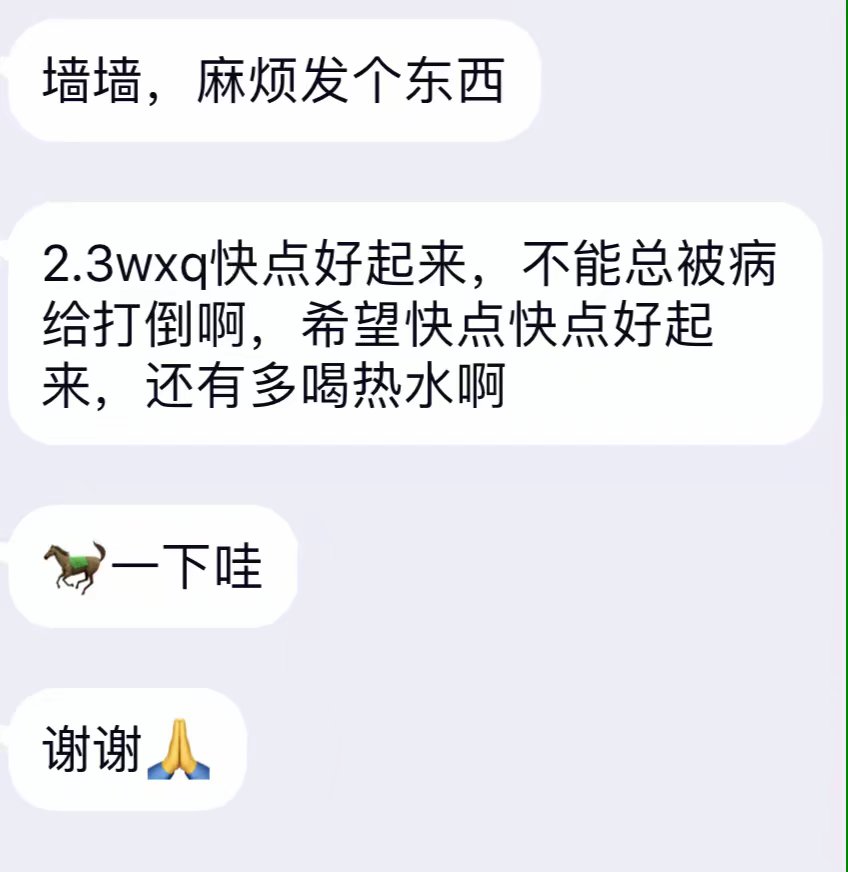 墙墙，麻烦发个东西
2.3wxq快点好起来，不能总被病
给打倒啊，希望快点快点好起
来，还有多喝热水啊
🐎一下哇
谢谢🙏